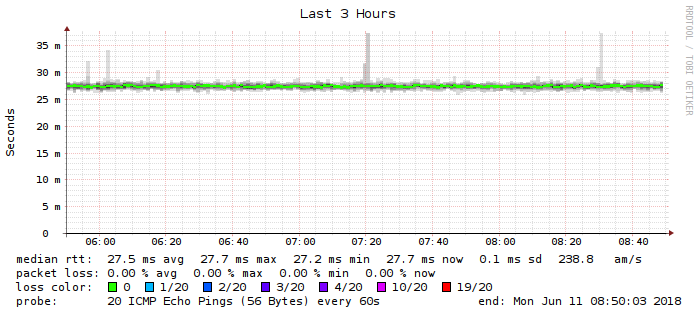 Last 3 Hours
RRDTOOL / TOBI OETIKER
Seconds
35 m
30 m
25 m
20 m
15 m
10 m
5 m
0
06:00 06:20 06:40 07:00 07:20 07:40 08:00 08:20 08:40
median rtt: 27.5 ms avg 27.7 ms max 27.2 ms min 27.7 ms now 0.1 ms sd 238.8 am/s
packet loss: 0.00 % avg 0.00 % max 0.00 % min 0.00 % now
loss color: 0 1/20 2/20 3/20 4/20 10/20 19/20
probe: 20 ICMP Echo Pings (56 Bytes) every 60s end: Mon Jun 11 08:50:03 2018